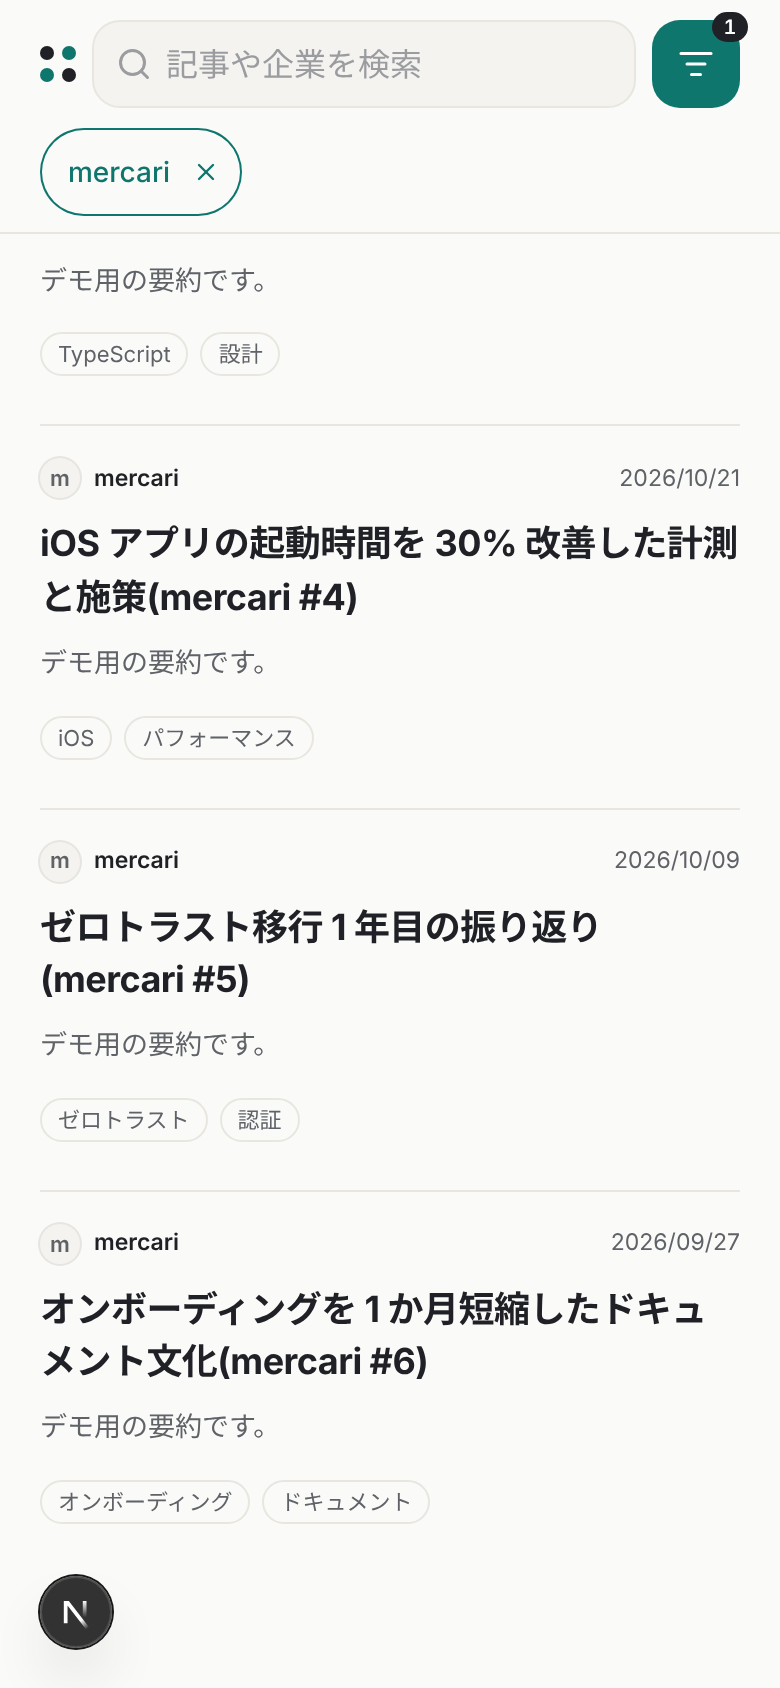 記事や企業を検索
1
mercari
デモ用の要約です。
TypeScript 設計
m mercari 2026/10/21
iOS アプリの起動時間を 30% 改善した計測
と施策(mercari #4)
デモ用の要約です。
iOS パフォーマンス
m mercari 2026/10/09
ゼロトラスト移行 1 年目の振り返り
(mercari #5)
デモ用の要約です。
ゼロトラスト 認証
m mercari 2026/09/27
オンボーディングを 1 か月短縮したドキュ
メント文化(mercari #6)
デモ用の要約です。
オンボーディング ドキュメント
N